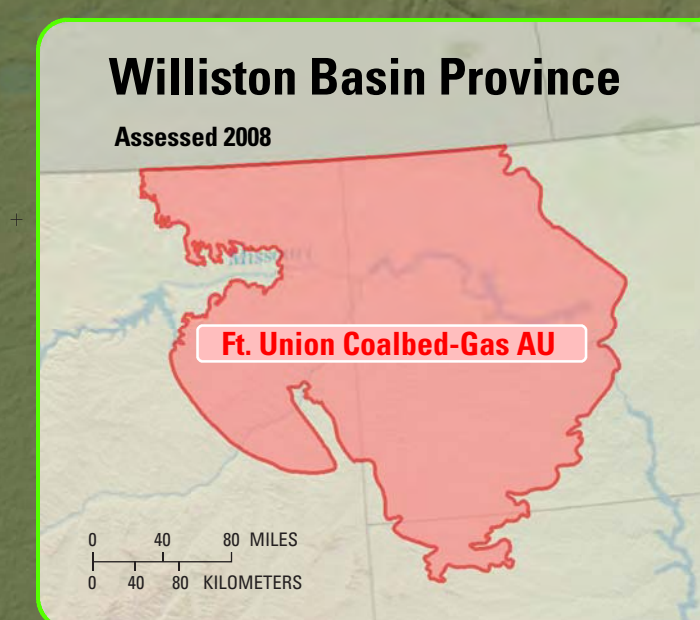 Williston Basin Province
Assessed 2008
Missouri
Ft. Union Coalbed-Gas AU
0 40 80 MILES
0 40 80 KILOMETERS